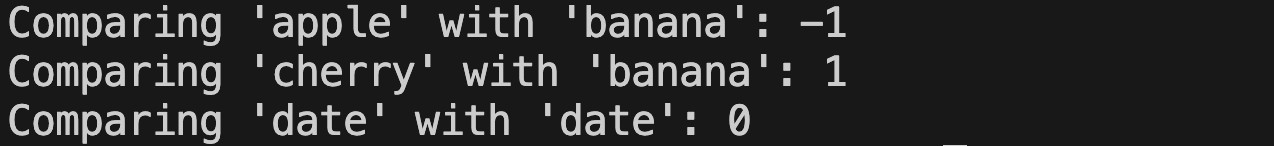 Comparing 'apple' with 'banana': -1
Comparing 'cherry' with 'banana': 1
Comparing 'date' with 'date': 0